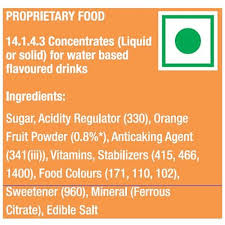 PROPRIETARY FOOD
14.1.4.3 Concentrates (Liquid
or solid) for water based
flavoured drinks
Ingredients:
Sugar, Acidity Regulator (330), Orange
Fruit Powder (0.8%*), Anticaking Agent
(341(iii)), Vitamins, Stabilizers (415, 466,
1400), Food Colours (171, 110, 102),
Sweetener (960), Mineral (Ferrous
Citrate), Edible Salt